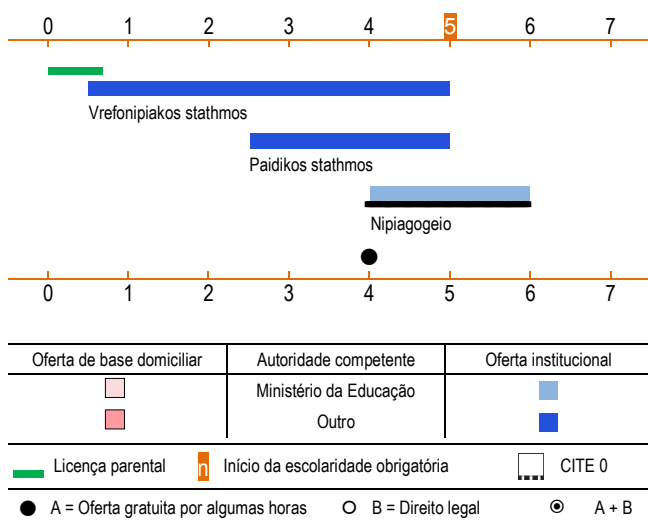 0 1 2 3 4 5 6 7
Vrefonipiakos stathmos
Paidikos stathmos
Nipiagogeio
0 1 2 3 4 5 6 7
Oferta de base domiciliar Autoridade competente Oferta institucional
Ministério da Educação
Outro
Licença parental n Início da escolaridade obrigatória CITE 0
A = Oferta gratuita por algumas horas B = Direito legal A + B